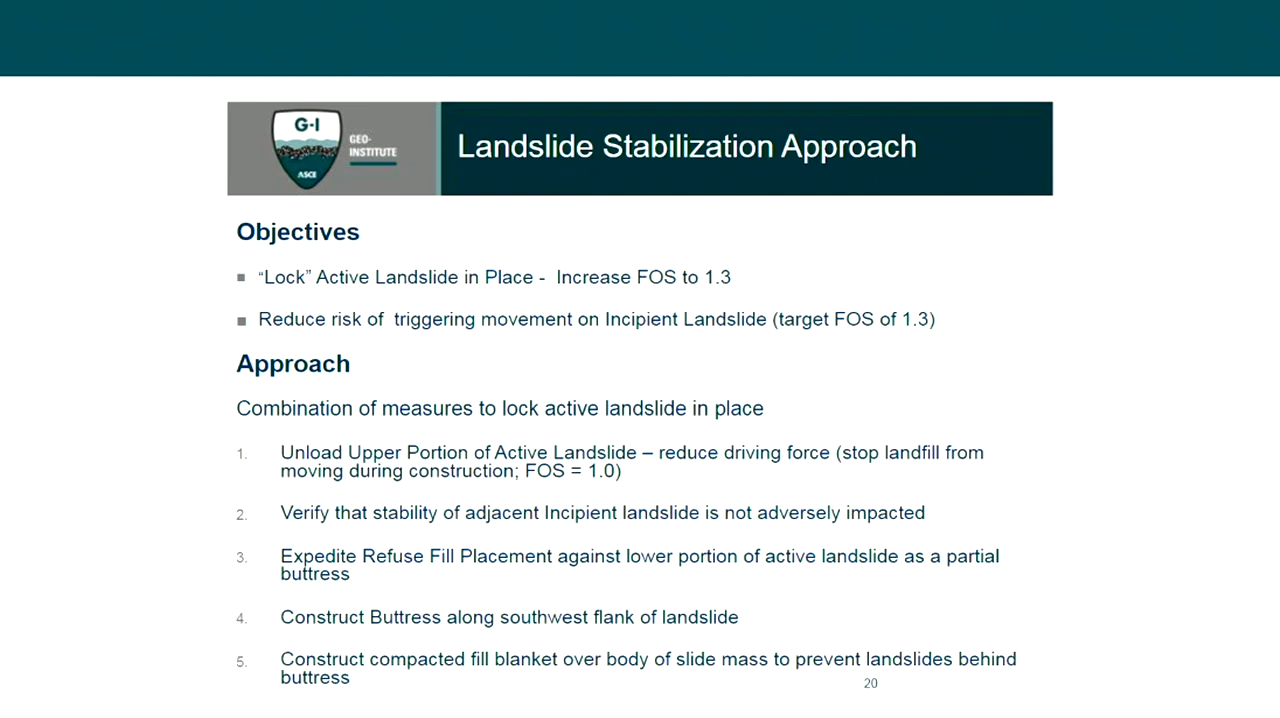 G-I
GEO-
INSTITUTE
ASCE
Landslide Stabilization Approach
Objectives
■ “Lock” Active Landslide in Place - Increase FOS to 1.3
■ Reduce risk of triggering movement on Incipient Landslide (target FOS of 1.3)
Approach
Combination of measures to lock active landslide in place
1. Unload Upper Portion of Active Landslide – reduce driving force (stop landfill from
moving during construction; FOS = 1.0)
2. Verify that stability of adjacent Incipient landslide is not adversely impacted
3. Expedite Refuse Fill Placement against lower portion of active landslide as a partial
buttress
4. Construct Buttress along southwest flank of landslide
5. Construct compacted fill blanket over body of slide mass to prevent landslides behind
buttress
20